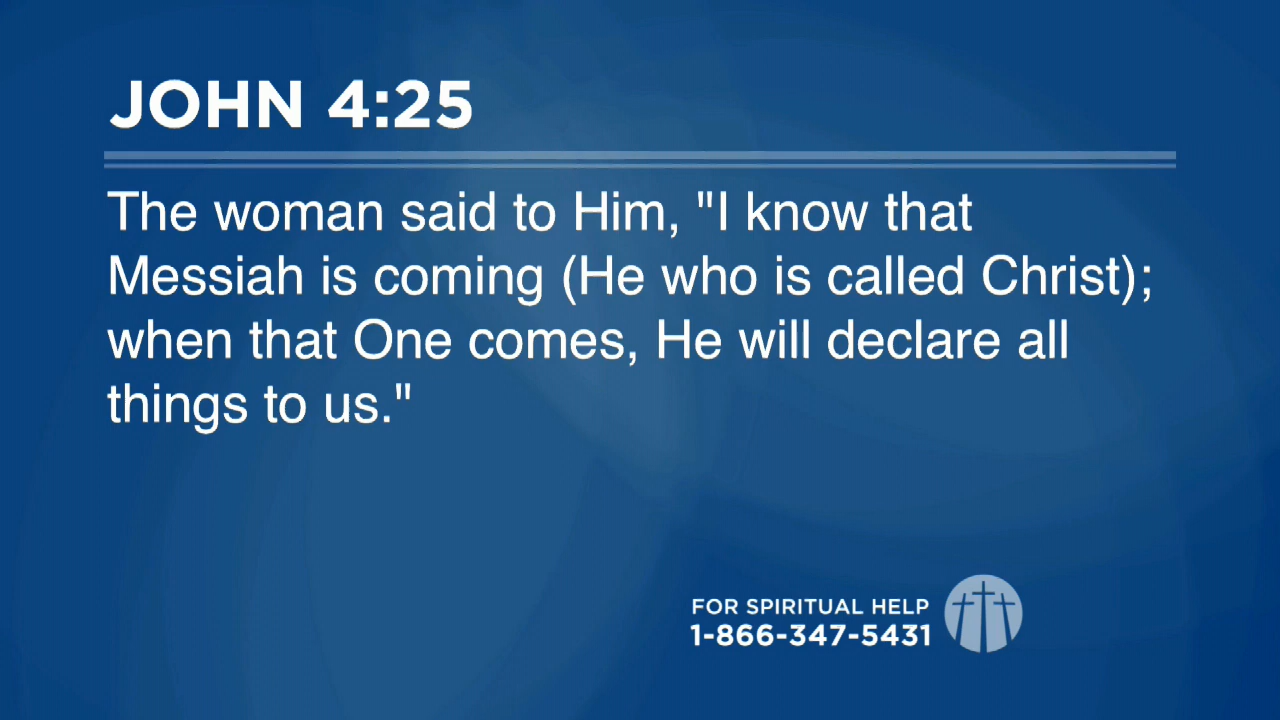 JOHN 4:25
The woman said to Him, "I know that
Messiah is coming (He who is called Christ);
when that One comes, He will declare all
things to us."
FOR SPIRITUAL HELP
1-866-347-5431